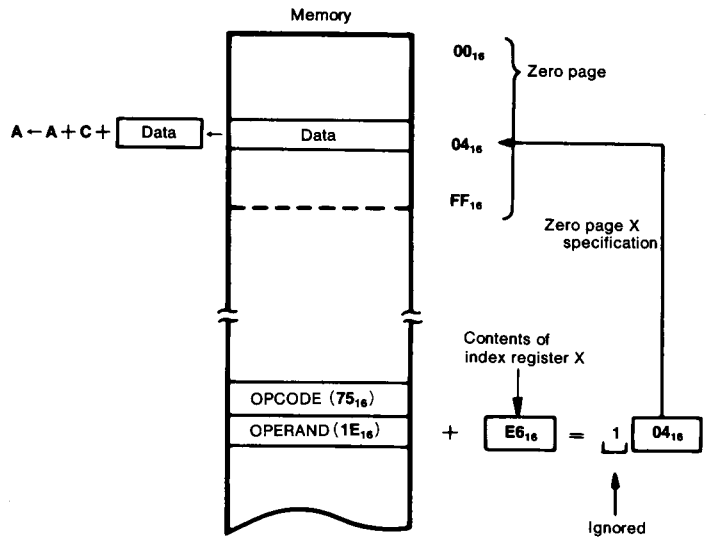 Memory
00₁₆
Zero page
A ← A + C + Data ← Data
04₁₆
FF₁₆
Zero page X
specification
Contents of
index register X
OPCODE (75₁₆)
OPERAND (1E₁₆) + E6₁₆ = 1 04₁₆
Ignored